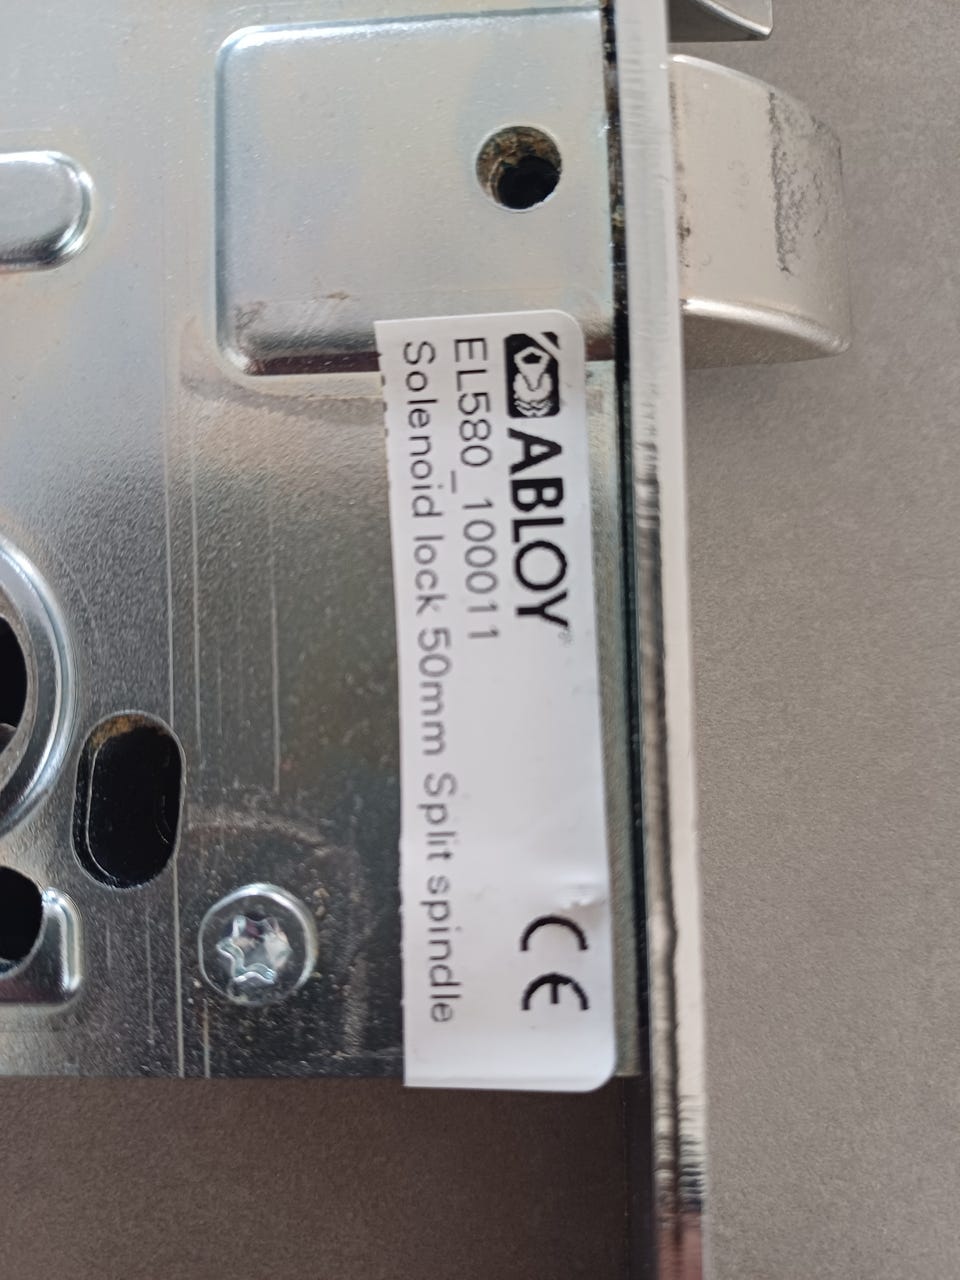 ABLOY®
EL580_100011
Solenoid lock 50mm Split spindle
CE